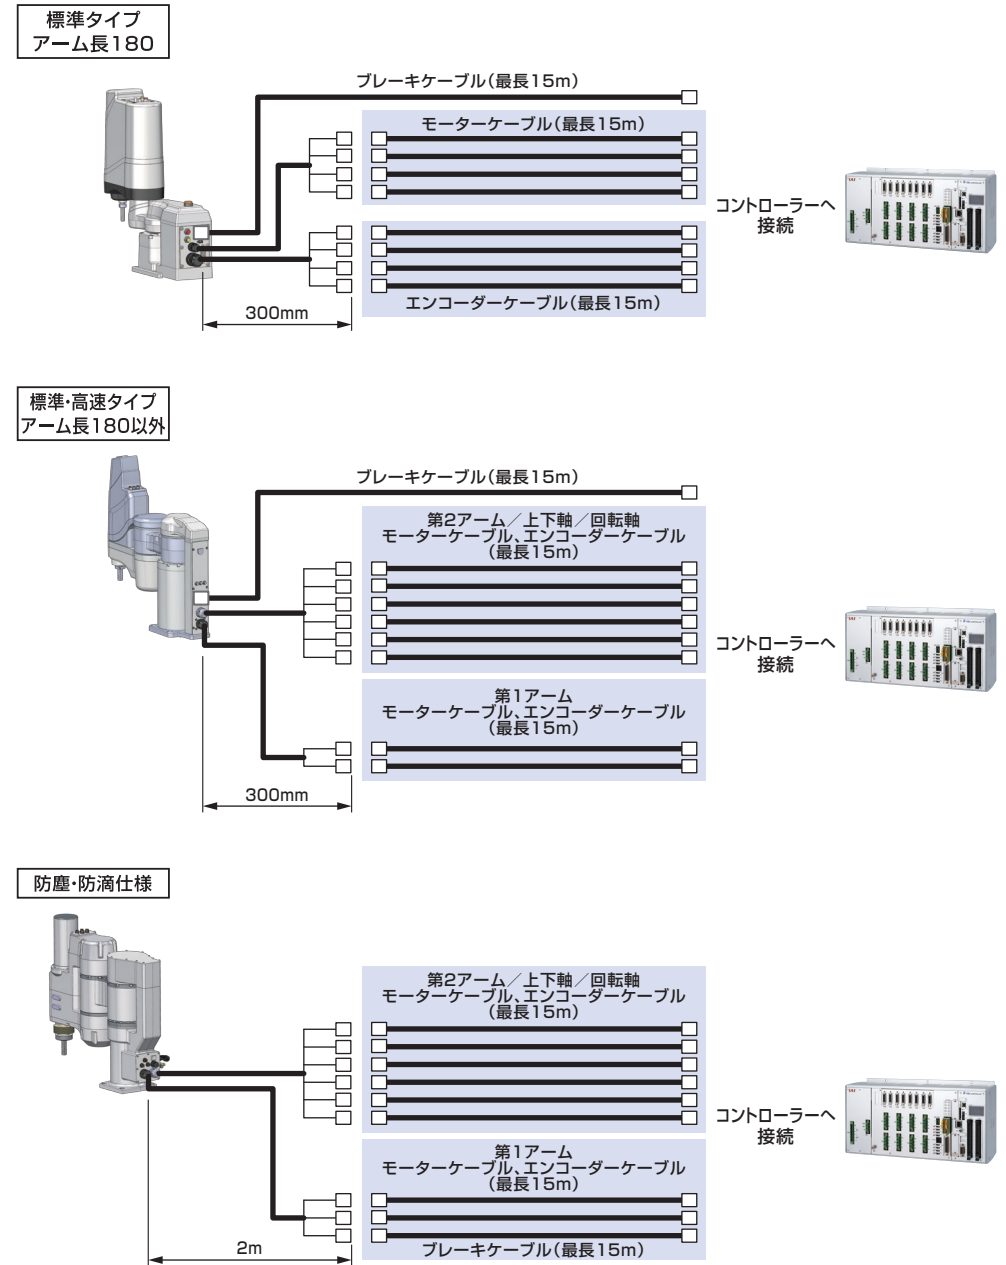 標準タイプ
アーム長180
ブレーキケーブル(最長15m)
モーターケーブル(最長15m)
コントローラーへ
接続
エンコーダーケーブル(最長15m)
300mm
標準・高速タイプ
アーム長180以外
ブレーキケーブル(最長15m)
第2アーム／上下軸／回転軸
モーターケーブル、エンコーダーケーブル
(最長15m)
コントローラーへ
接続
第1アーム
モーターケーブル、エンコーダーケーブル
(最長15m)
300mm
防塵・防滴仕様
第2アーム／上下軸／回転軸
モーターケーブル、エンコーダーケーブル
(最長15m)
コントローラーへ
接続
第1アーム
モーターケーブル、エンコーダーケーブル
(最長15m)
2m
ブレーキケーブル(最長15m)